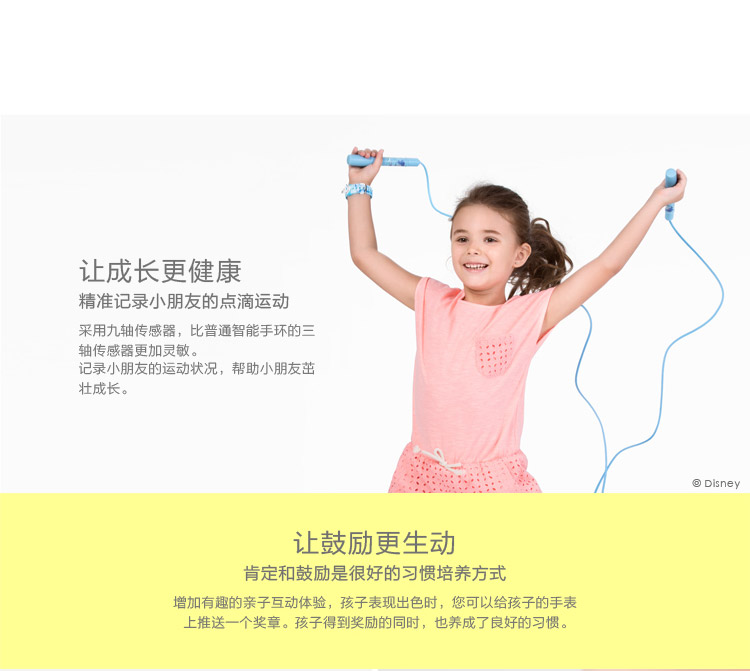 让成长更健康
精准记录小朋友的点滴运动
采用九轴传感器，比普通智能手环的三
轴传感器更加灵敏。
记录小朋友的运动状况，帮助小朋友茁
壮成长。
© Disney
让鼓励更生动
肯定和鼓励是很好的习惯培养方式
增加有趣的亲子互动体验，孩子表现出色时，您可以给孩子的手表
上推送一个奖章。孩子得到奖励的同时，也养成了良好的习惯。